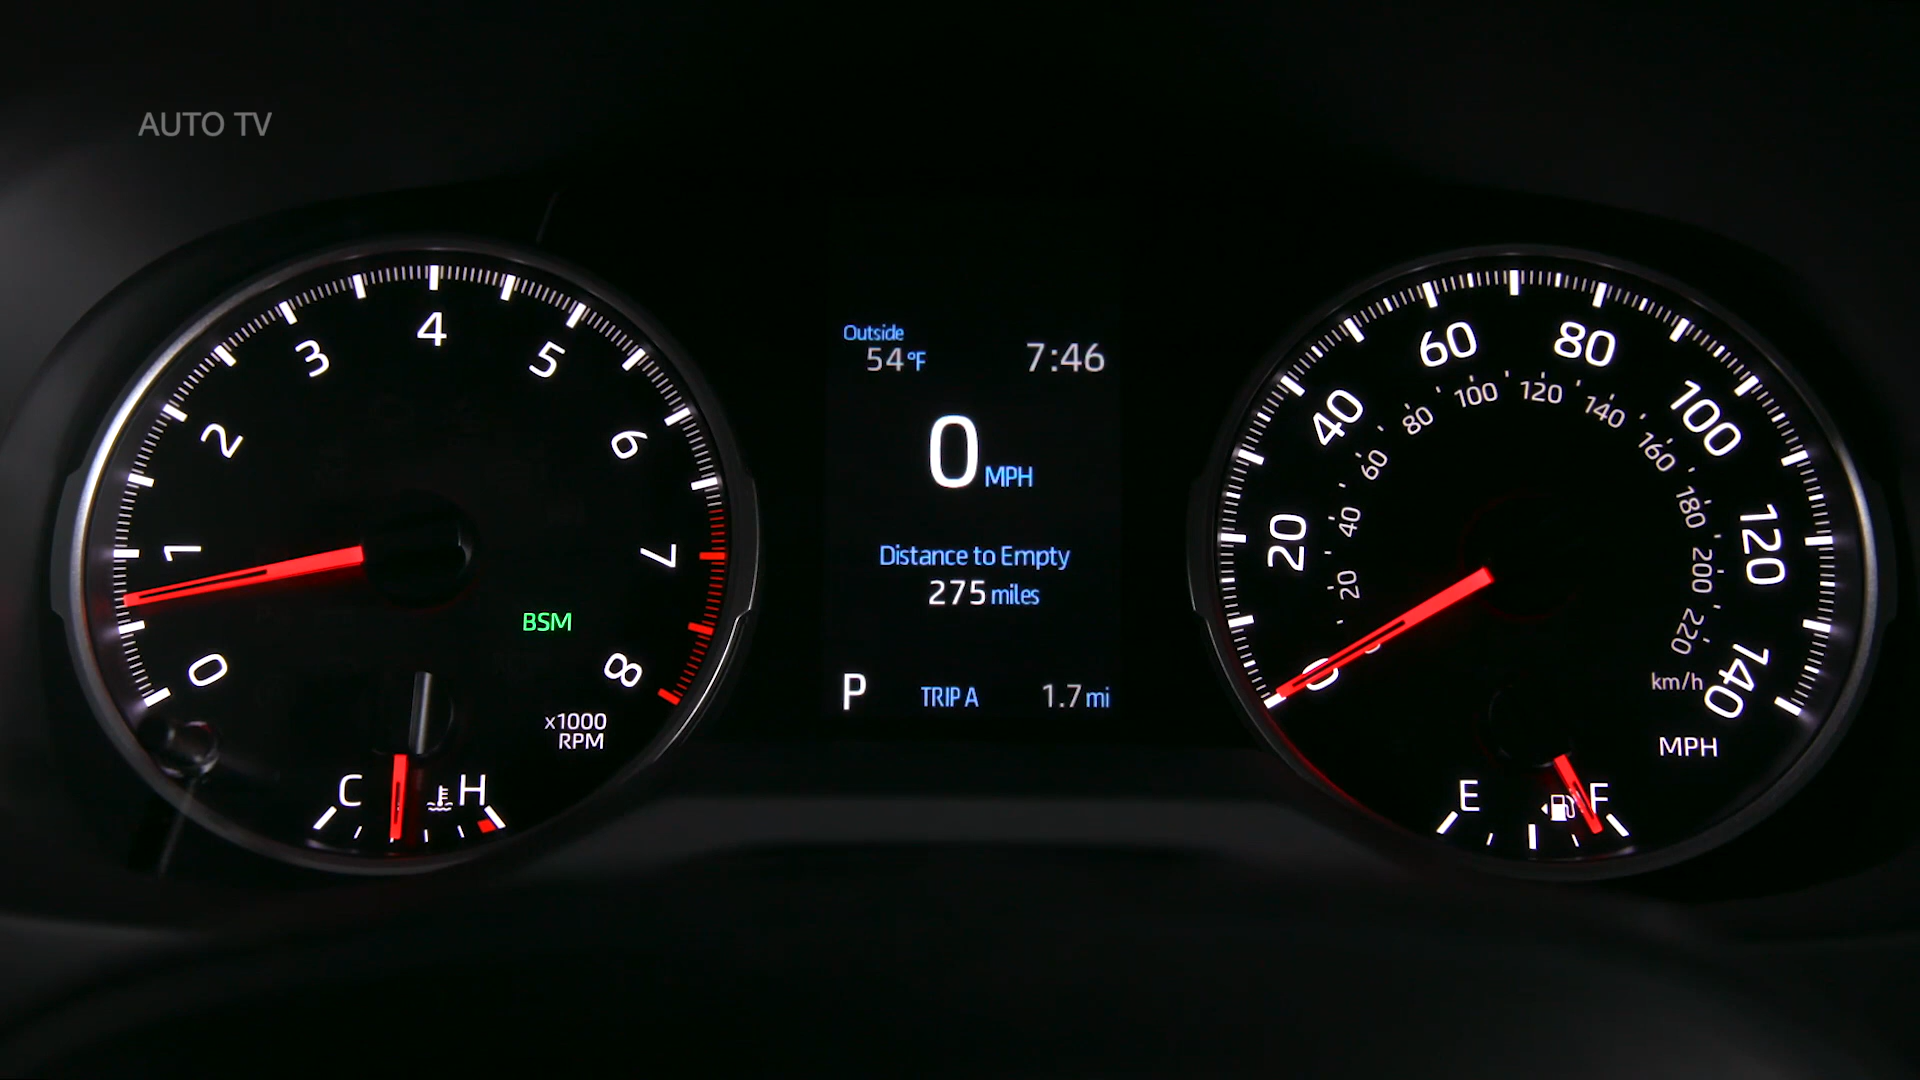 AUTO TV
0
1
2
3
4
5
6
7
8
x1000
RPM
BSM
C H
Outside
54°F
7:46
0 MPH
Distance to Empty
275 miles
P TRIP A 1.7 mi
0
20
40
60
80
100
120
140
20
40
60
80
100
120
140
160
180
200
220
km/h
MPH
E F